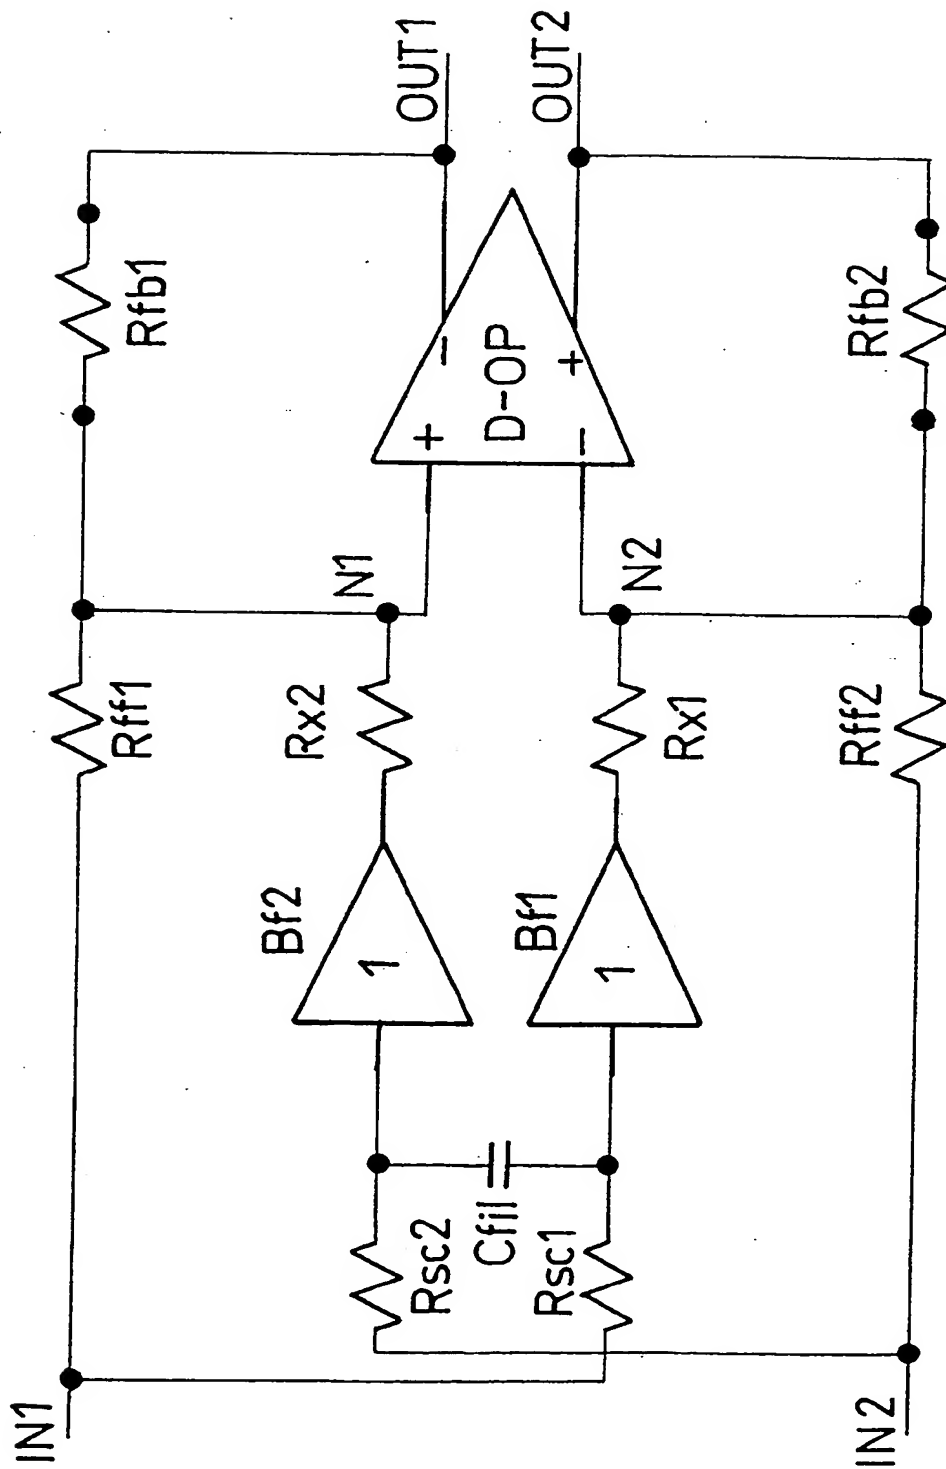 IN1
IN2
Rff1
Rfb1
OUT1
OUT2
Rsc2
Cfil
Rsc1
Bf2
1
Bf1
1
Rx2
Rx1
N1
N2
+
-
D-OP
-
+
Rff2
Rfb2